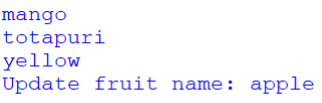 mango
totapuri
yellow
Update fruit name: apple